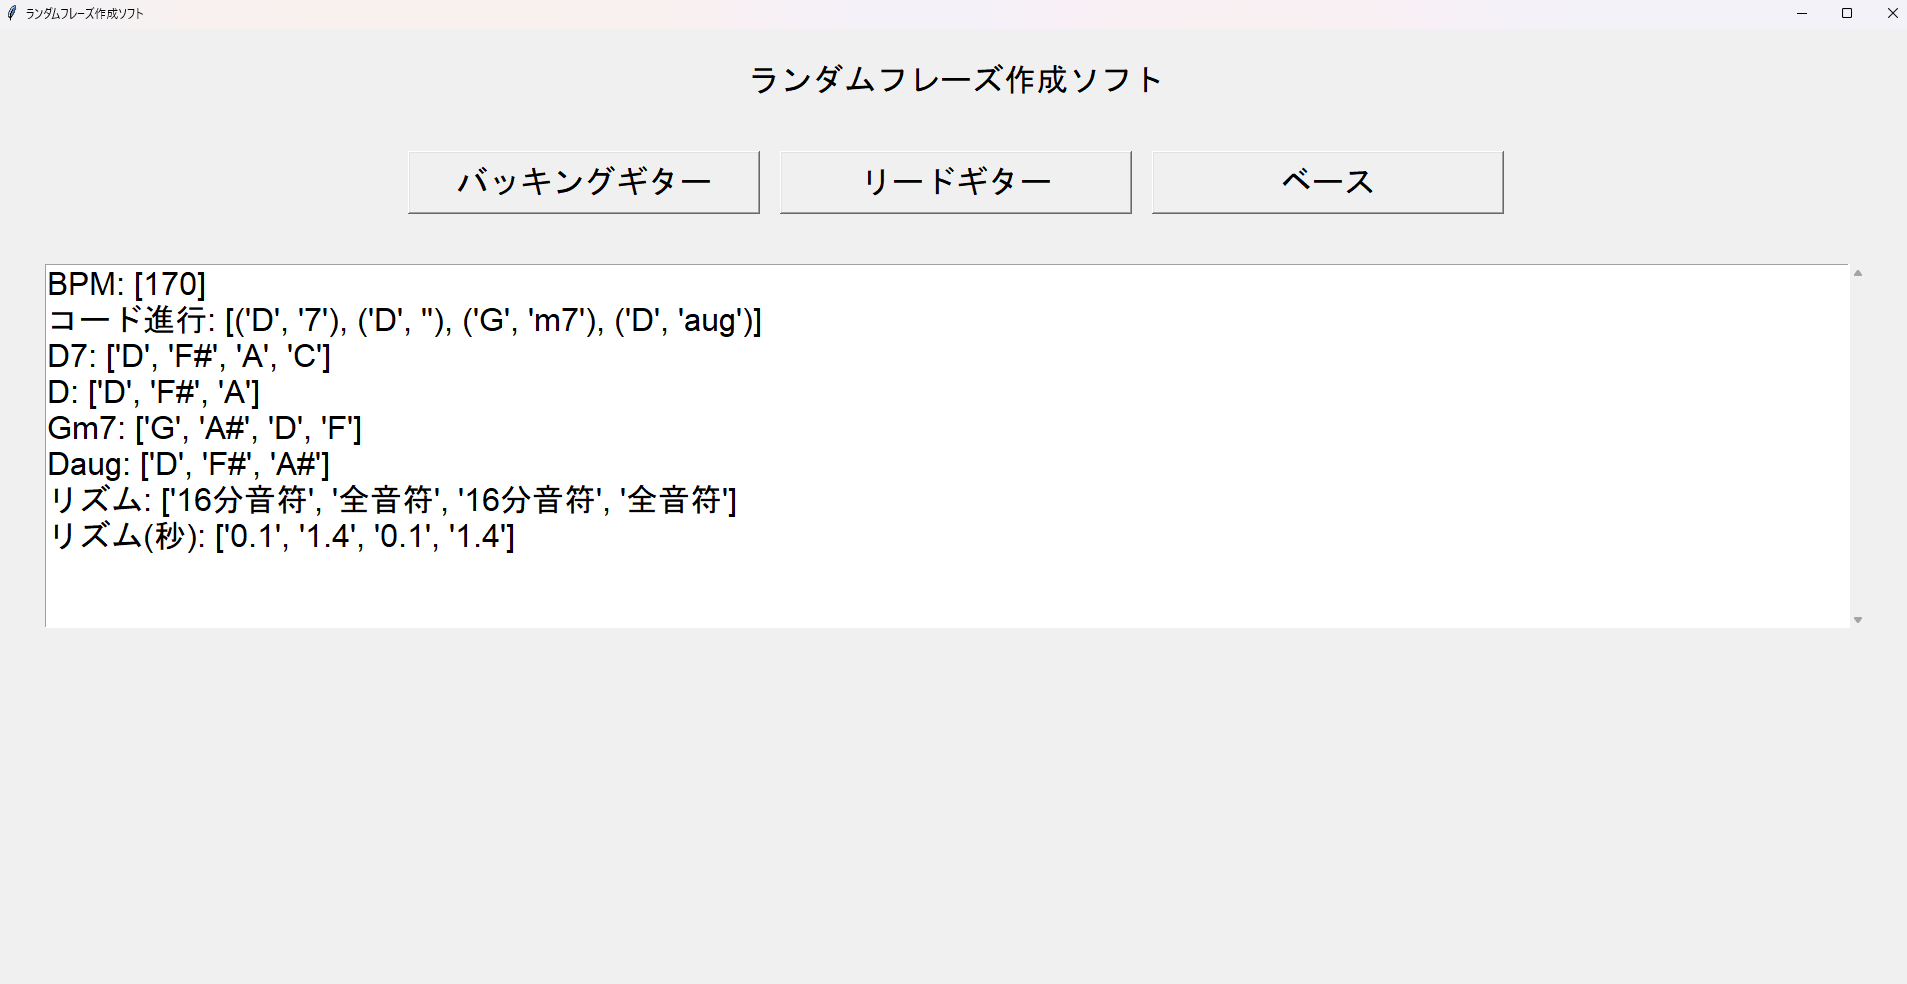 ランダムフレーズ作成ソフト
ランダムフレーズ作成ソフト
バッキングギター リードギター ベース
BPM: [170]
コード進行: [('D', '7'), ('D', ''), ('G', 'm7'), ('D', 'aug')]
D7: ['D', 'F#', 'A', 'C']
D: ['D', 'F#', 'A']
Gm7: ['G', 'A#', 'D', 'F']
Daug: ['D', 'F#', 'A#']
リズム: ['16分音符', '全音符', '16分音符', '全音符']
リズム(秒): ['0.1', '1.4', '0.1', '1.4']